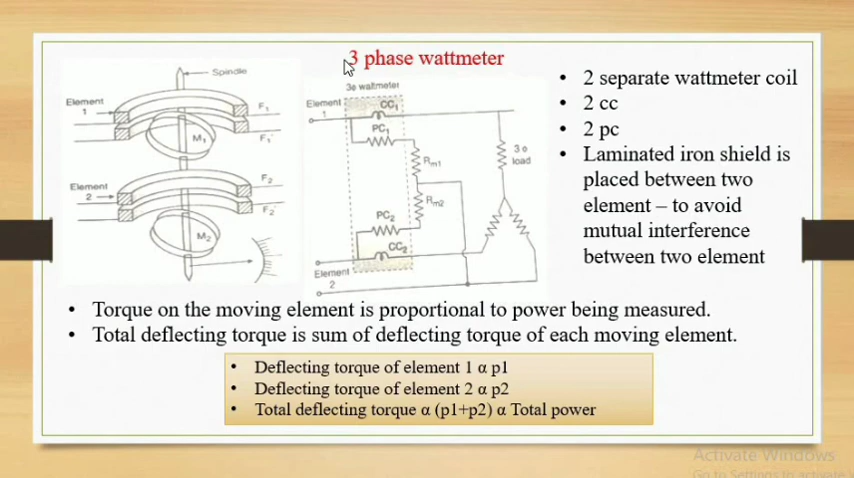 3 phase wattmeter
Spindle
Element
1
F₁
M₁
F₁'
Element
2
F₂
F₂'
M₂
3ø wattmeter
Element
1
CC₁
PC₁
Rm1
3 o
load
Rm2
PC₂
CC₂
Element
2
• 2 separate wattmeter coil
• 2 cc
• 2 pc
• Laminated iron shield is
placed between two
element – to avoid
mutual interference
between two element
• Torque on the moving element is proportional to power being measured.
• Total deflecting torque is sum of deflecting torque of each moving element.
• Deflecting torque of element 1 α p1
• Deflecting torque of element 2 α p2
• Total deflecting torque α (p1+p2) α Total power
Activate Windows
Go to Settings to activate